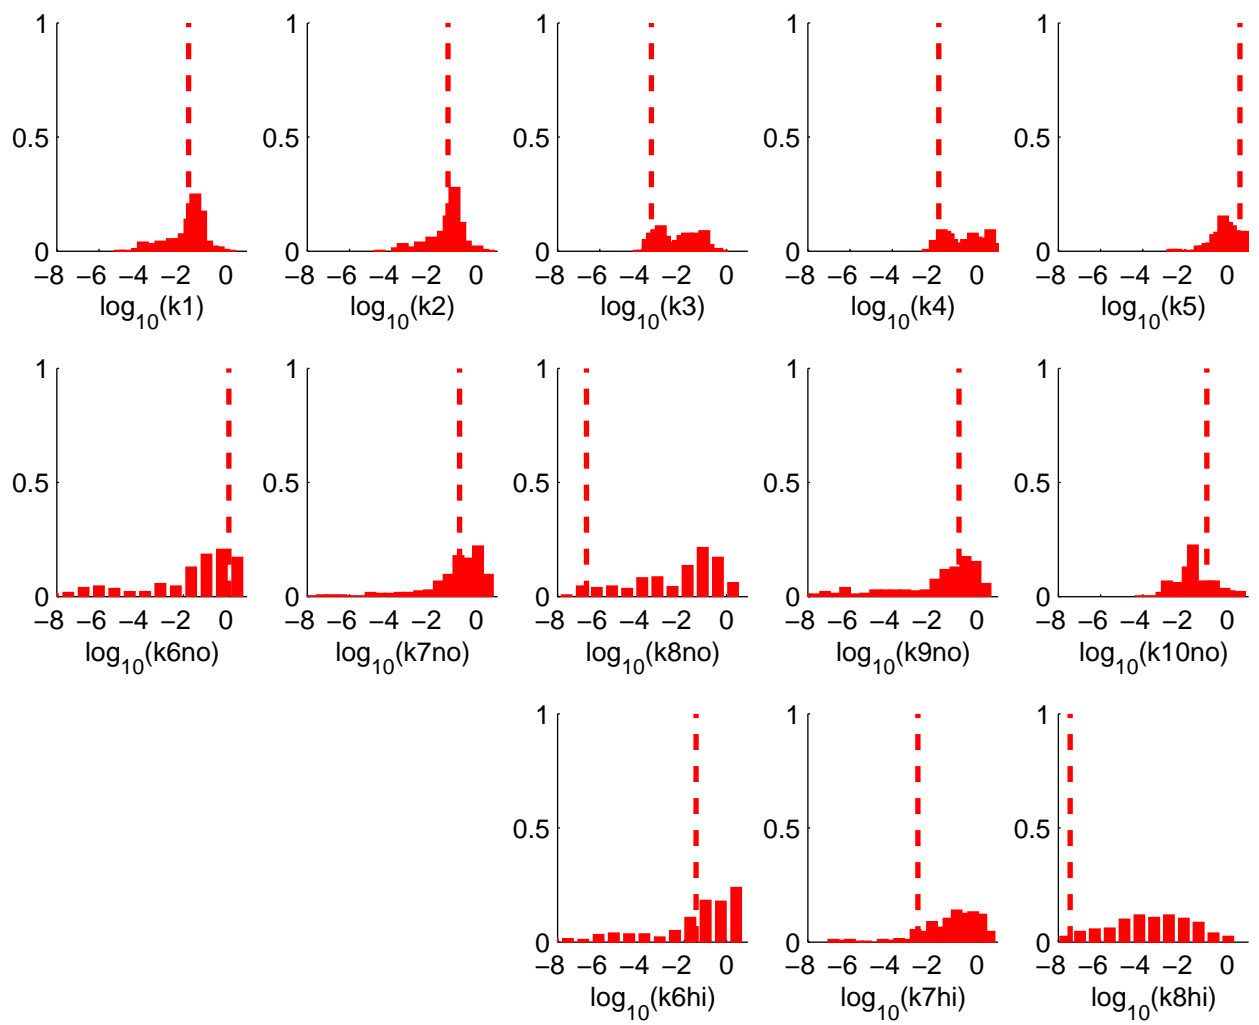 1 1 1 1 1
0.5 0.5 0.5 0.5 0.5
0 0 0 0 0
−8 −6 −4 −2 0 −8 −6 −4 −2 0 −8 −6 −4 −2 0 −8 −6 −4 −2 0 −8 −6 −4 −2 0
log10(k1) log10(k2) log10(k3) log10(k4) log10(k5)
1 1 1 1 1
0.5 0.5 0.5 0.5 0.5
0 0 0 0 0
−8 −6 −4 −2 0 −8 −6 −4 −2 0 −8 −6 −4 −2 0 −8 −6 −4 −2 0 −8 −6 −4 −2 0
log10(k6no) log10(k7no) log10(k8no) log10(k9no) log10(k10no)
1 1 1
0.5 0.5 0.5
0 0 0
−8 −6 −4 −2 0 −8 −6 −4 −2 0 −8 −6 −4 −2 0
log10(k6hi) log10(k7hi) log10(k8hi)